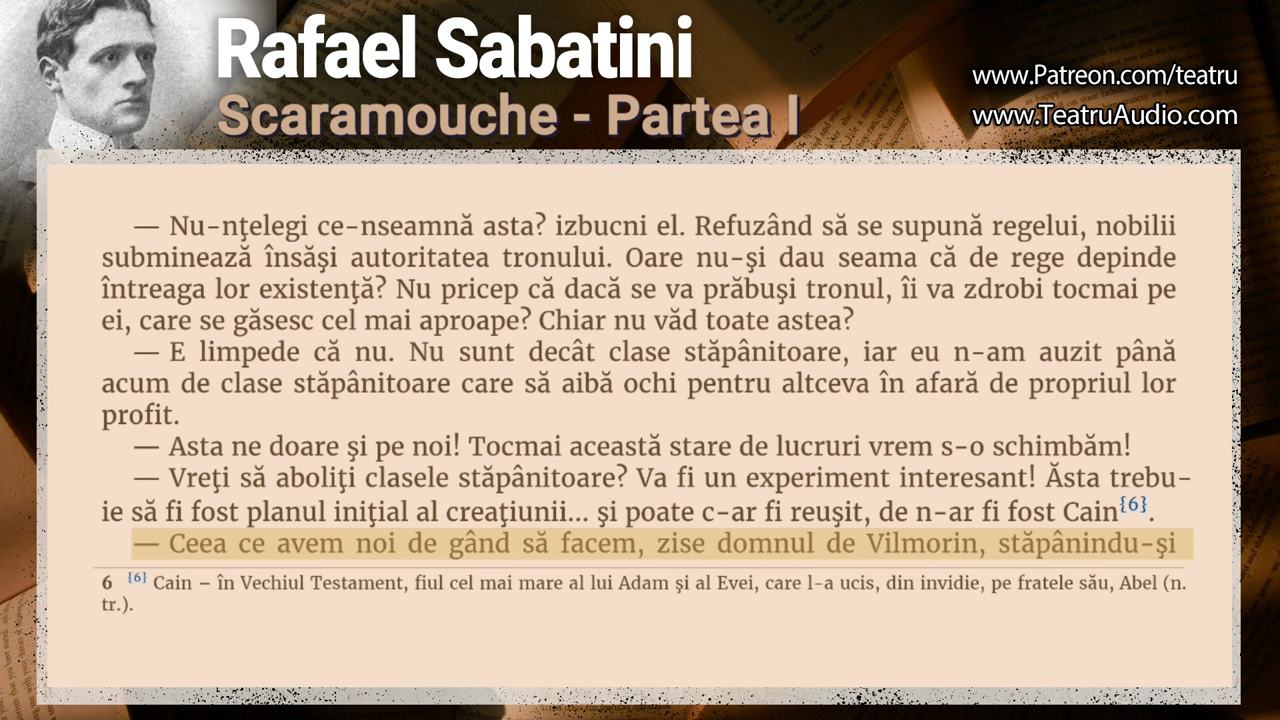 Rafael Sabatini
Scaramouche - Partea I
www.Patreon.com/teatru
www.TeatruAudio.com
— Nu-nţelegi ce-nseamnă asta? izbucni el. Refuzând să se supună regelui, nobilii
subminează însăşi autoritatea tronului. Oare nu-şi dau seama că de rege depinde
întreaga lor existenţă? Nu pricep că dacă se va prăbuşi tronul, îi va zdrobi tocmai pe
ei, care se găsesc cel mai aproape? Chiar nu văd toate astea?
— E limpede că nu. Nu sunt decât clase stăpânitoare, iar eu n-am auzit până
acum de clase stăpânitoare care să aibă ochi pentru altceva în afară de propriul lor
profit.
— Asta ne doare şi pe noi! Tocmai această stare de lucruri vrem s-o schimbăm!
— Vreţi să aboliţi clasele stăpânitoare? Va fi un experiment interesant! Ăsta trebu-
ie să fi fost planul iniţial al creaţiunii... şi poate c-ar fi reuşit, de n-ar fi fost Cain{6}.
— Ceea ce avem noi de gând să facem, zise domnul de Vilmorin, stăpânindu-şi
6 {6} Cain – în Vechiul Testament, fiul cel mai mare al lui Adam şi al Evei, care l-a ucis, din invidie, pe fratele său, Abel (n.
tr.).